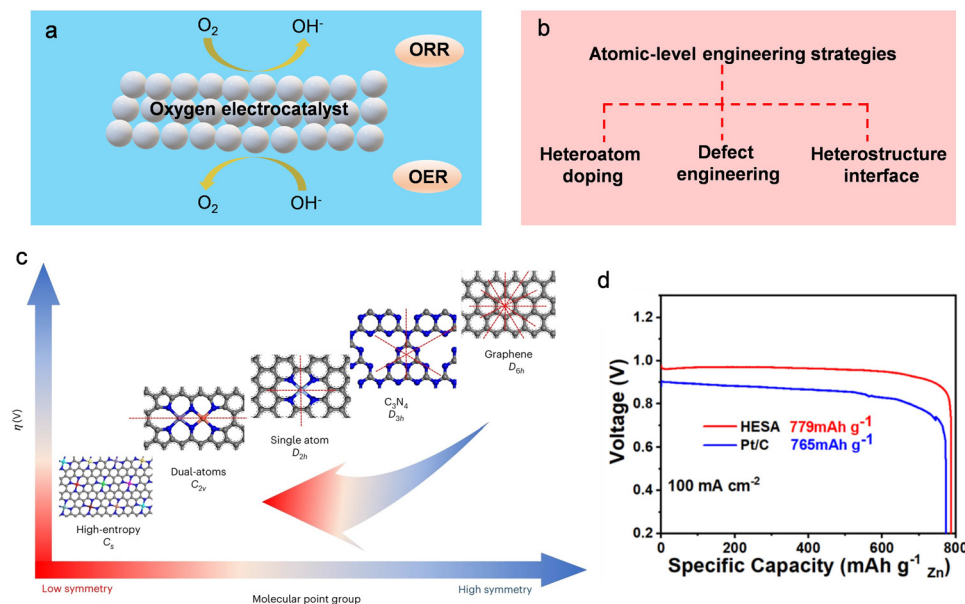 a
O₂ OH⁻
ORR
Oxygen electrocatalyst
OER
O₂ OH⁻
b
Atomic-level engineering strategies
Heteroatom
doping
Defect
engineering
Heterostructure
interface
c
η (V)
High-entropy
Cₛ
Dual-atoms
C₂ᵥ
Single atom
D₂ₕ
C₃N₄
D₃ₕ
Graphene
D₆ₕ
Low symmetry
Molecular point group
High symmetry
d
Voltage (V)
1.2
1.0
0.8
0.6
0.4
0.2
HESA 779mAh g⁻¹
Pt/C 765mAh g⁻¹
100 mA cm⁻²
0 200 400 600 800
Specific Capacity (mAh g⁻¹ Zn)